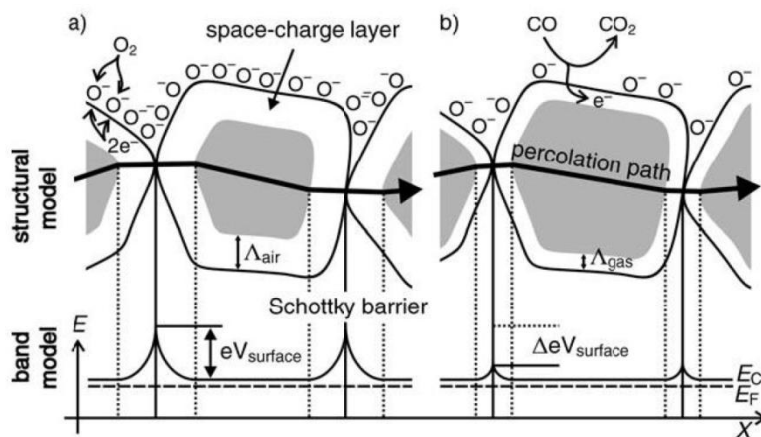 a)
O₂
space-charge layer
O⁻ O⁻ O⁻ O⁻ O⁻ O⁻ O⁻
2e⁻
Λair
structural model
b)
CO CO₂
O⁻ O⁻ O⁻ O⁻
e⁻
percolation path
Λgas
Schottky barrier
band model
E
eVsurface
ΔeVsurface
EC
EF
X